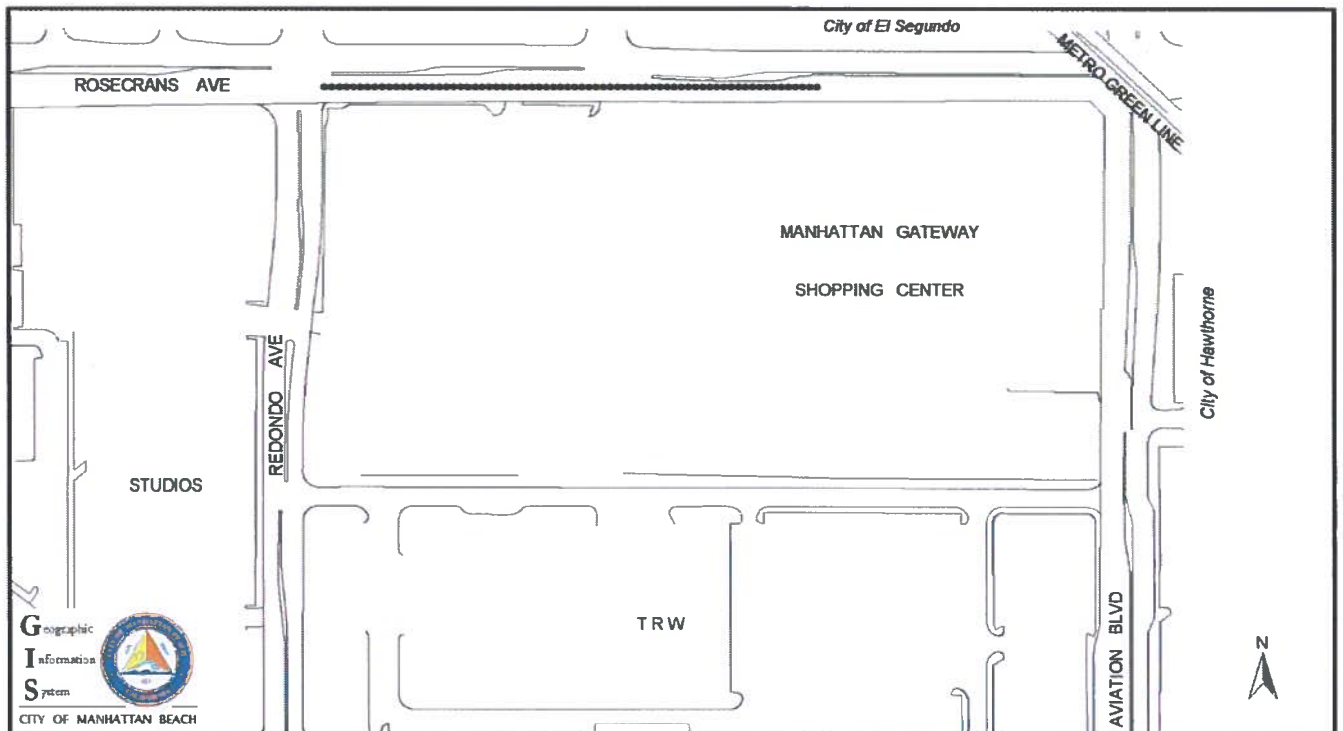 City of El Segundo
METRO GREEN LINE
ROSECRANS AVE
MANHATTAN GATEWAY
SHOPPING CENTER
City of Hawthorne
REDONDO AVE
STUDIOS
TRW
AVIATION BLVD
N
Geographic
Information
System
CITY OF MANHATTAN BEACH